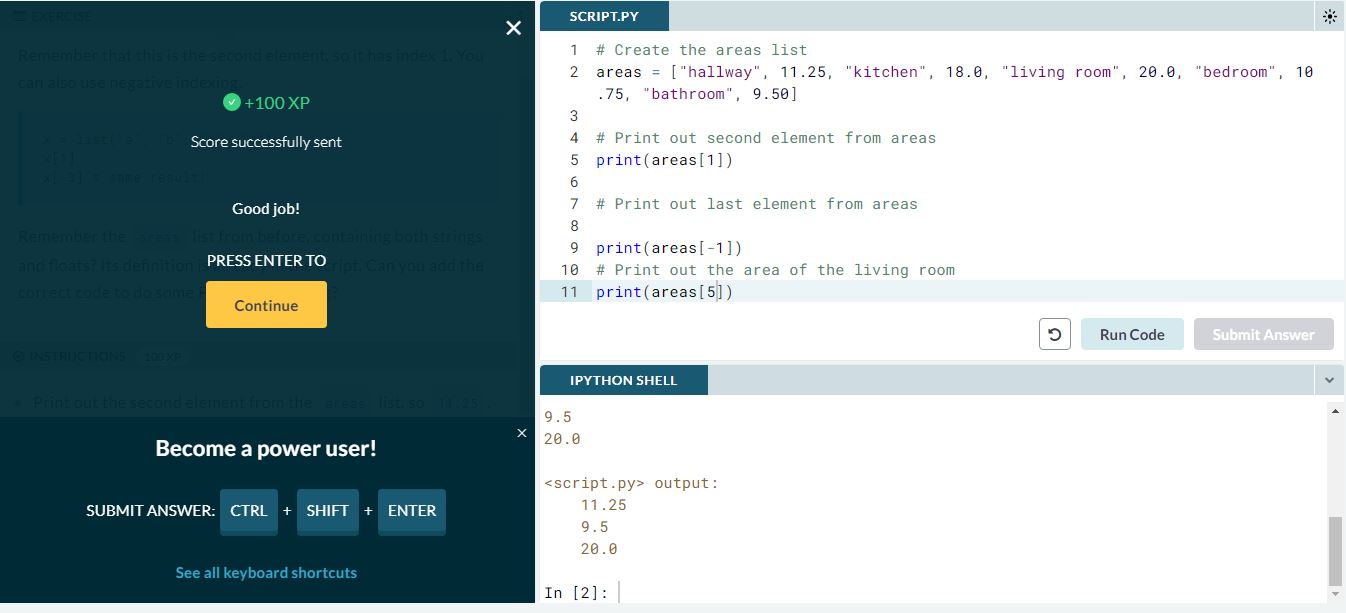 EXERCISE
Remember that this is the second element, so it has index 1. You
can also use negative indexing.
+100 XP
Score successfully sent
x = list("a", "b"
x[1]
x[-3] # same result!
Good job!
Remember the areas list from before, containing both strings
PRESS ENTER TO
and floats? Its definition is script. Can you add the
correct code to do some ?
Continue
INSTRUCTIONS 100 XP
Print out the second element from the areas list, so 11.25.
Become a power user!
SUBMIT ANSWER: CTRL + SHIFT + ENTER
See all keyboard shortcuts
SCRIPT.PY
1 # Create the areas list
2 areas = ["hallway", 11.25, "kitchen", 18.0, "living room", 20.0, "bedroom", 10
.75, "bathroom", 9.50]
3
4 # Print out second element from areas
5 print(areas[1])
6
7 # Print out last element from areas
8
9 print(areas[-1])
10 # Print out the area of the living room
11 print(areas[5])
Run Code
Submit Answer
IPYTHON SHELL
9.5
20.0
<script.py> output:
11.25
9.5
20.0
In [2]: